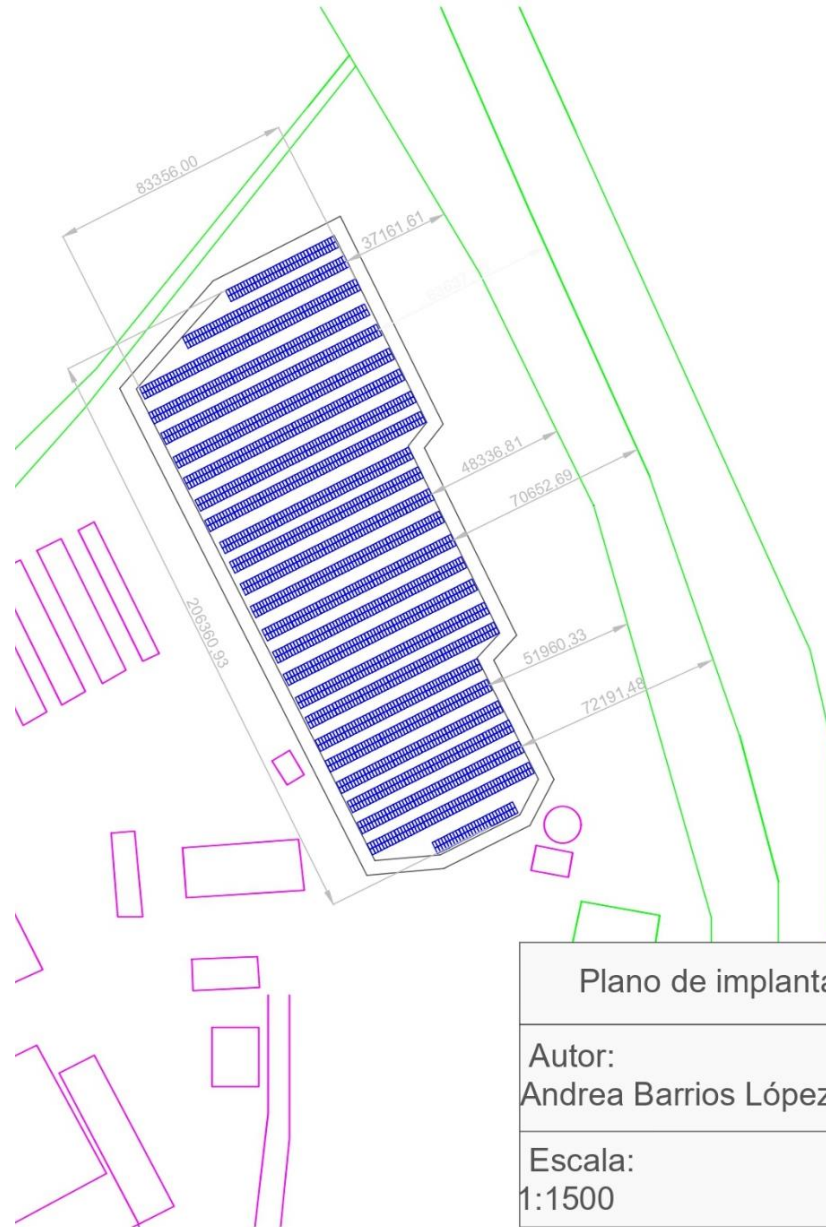 83356,00
37161,61
48336,81
70652,69
206360,93
51960,33
72191,48
Plano de implanta
Autor:
Andrea Barrios López
Escala:
1:1500